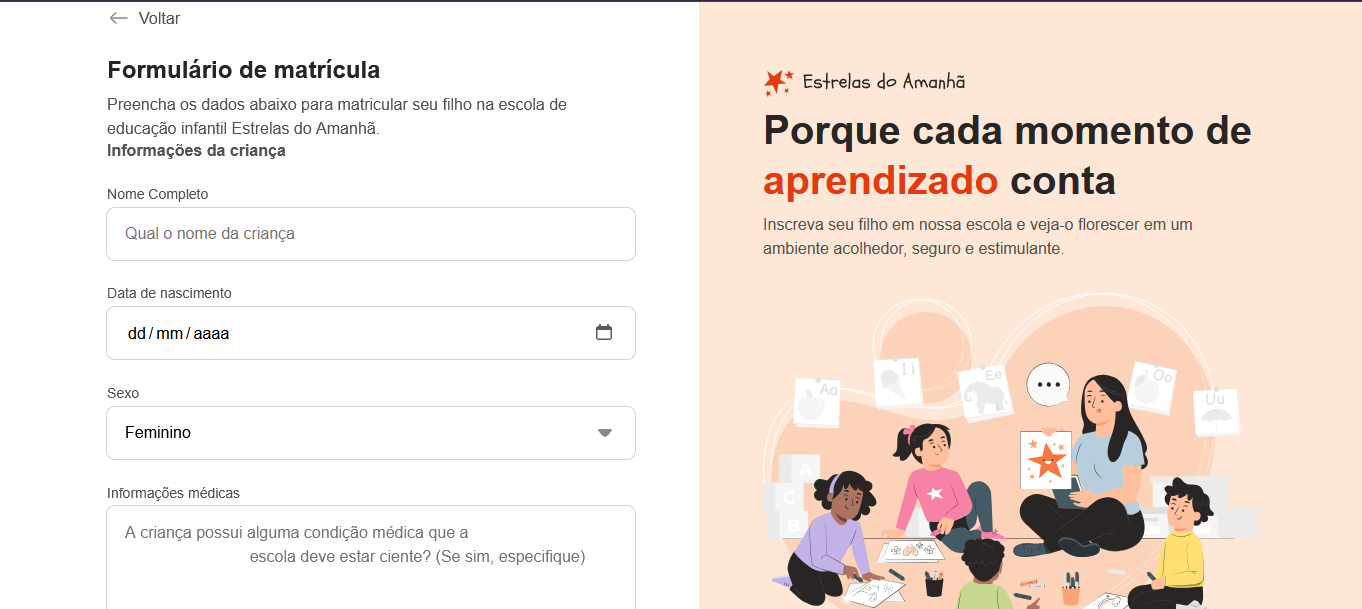 Voltar
Formulário de matrícula
Preencha os dados abaixo para matricular seu filho na escola de
educação infantil Estrelas do Amanhã.
Informações da criança
Nome Completo
Qual o nome da criança
Data de nascimento
dd/mm/aaaa
Sexo
Feminino
Informações médicas
A criança possui alguma condição médica que a
escola deve estar ciente? (Se sim, especifique)
Estrelas do Amanhã
Porque cada momento de
aprendizado conta
Inscreva seu filho em nossa escola e veja-o florescer em um
ambiente acolhedor, seguro e estimulante.
Aa
Ii
Ee
Oo
Uu
A
C
B